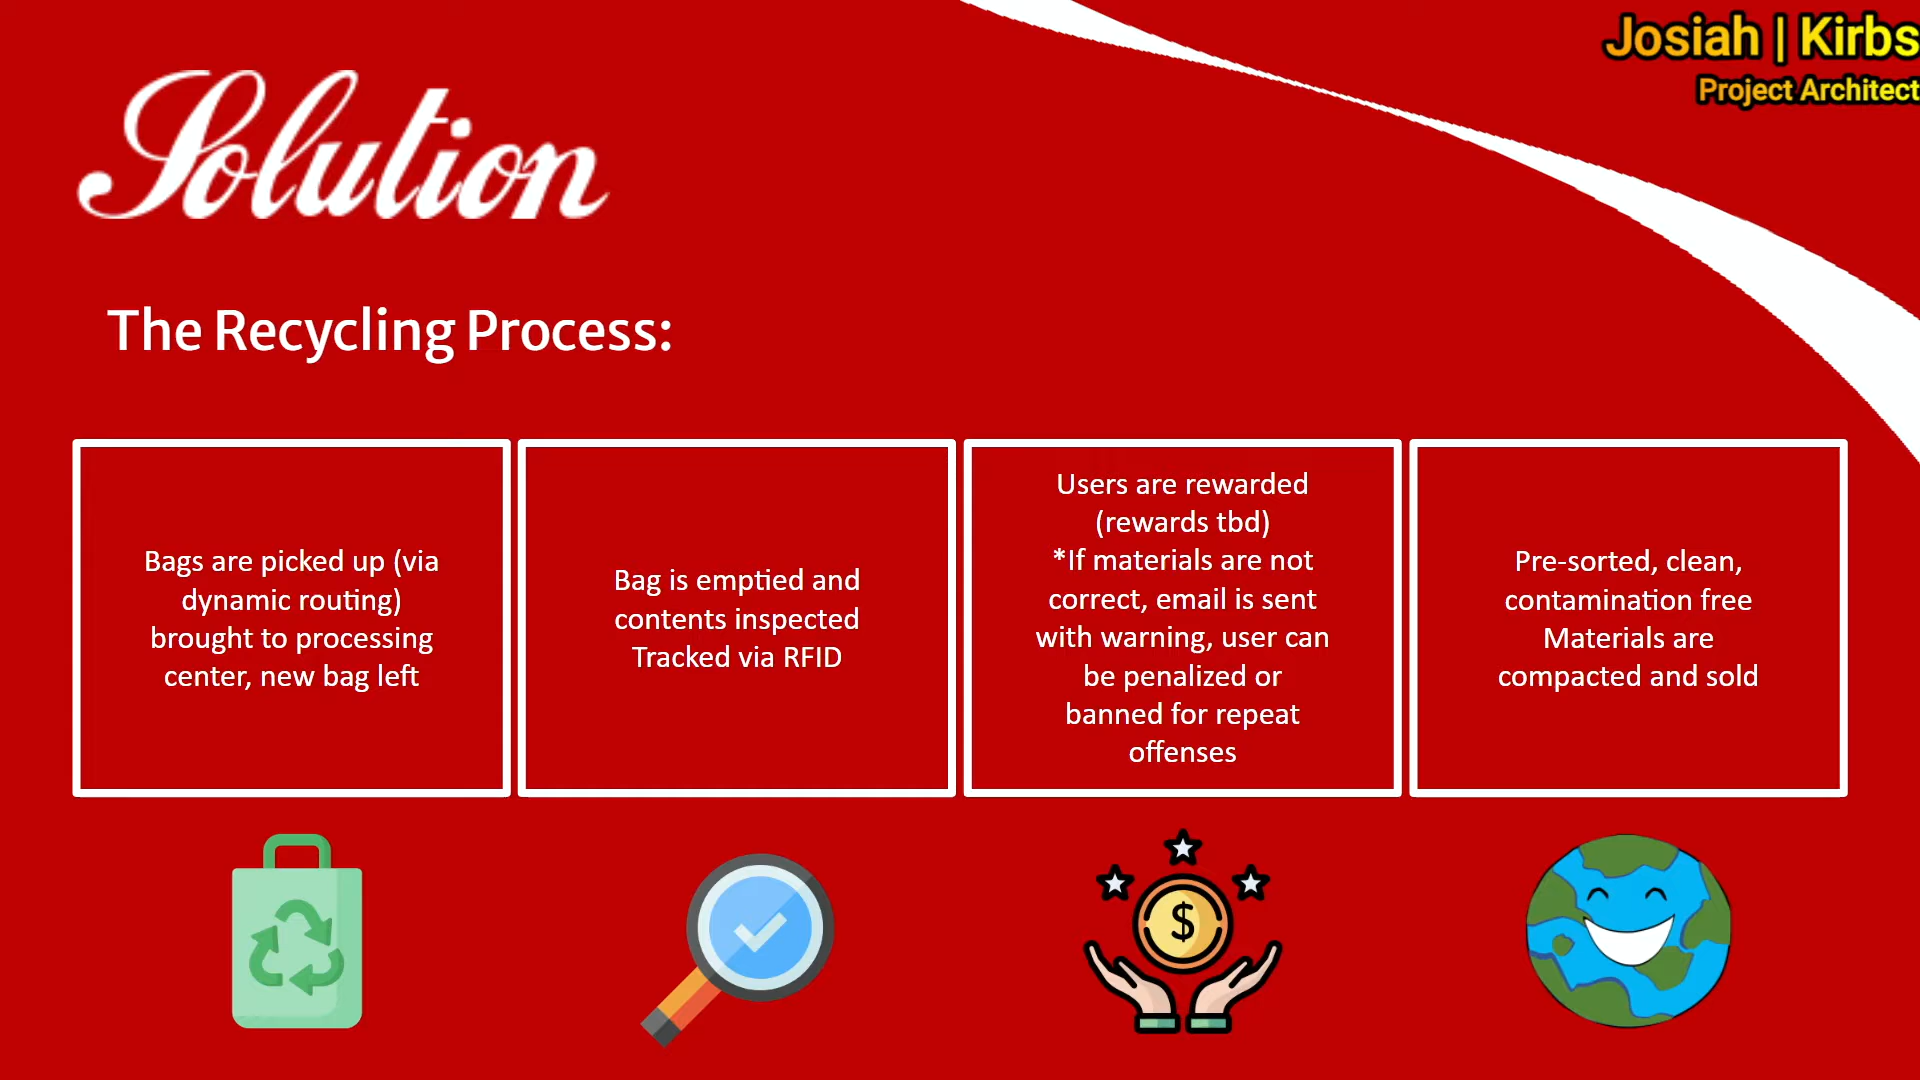 Josiah | Kirbs
Project Architect
Solution
The Recycling Process:
Bags are picked up (via
dynamic routing)
brought to processing
center, new bag left
Bag is emptied and
contents inspected
Tracked via RFID
Users are rewarded
(rewards tbd)
*If materials are not
correct, email is sent
with warning, user can
be penalized or
banned for repeat
offenses
Pre-sorted, clean,
contamination free
Materials are
compacted and sold
$